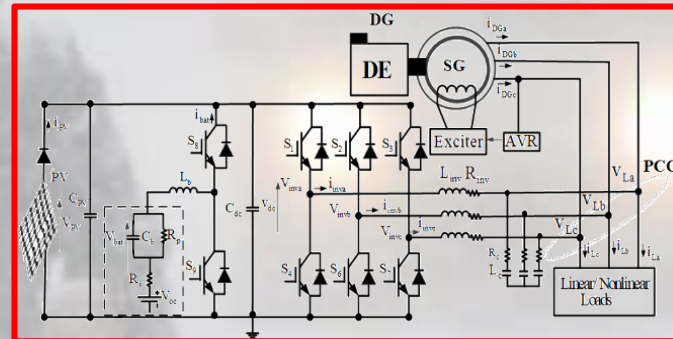 DG
DE
SG
i_DGa
i_DGb
i_DGc
Exciter
AVR
i_pv
PV
C_pv
V_pv
i_bat
S_8
L_b
V_bat
C_b
R_p
R_s
V_oc
S_9
C_dc
V_dc
S_1
S_2
S_3
V_inva
i_inva
V_invb
i_invb
V_invc
i_invc
S_4
S_6
S_7
L_inv
R_inv
V_La
PCC
V_Lb
V_Lc
R_c
L_c
i_Lc
i_Lb
i_La
Linear/ Nonlinear
Loads